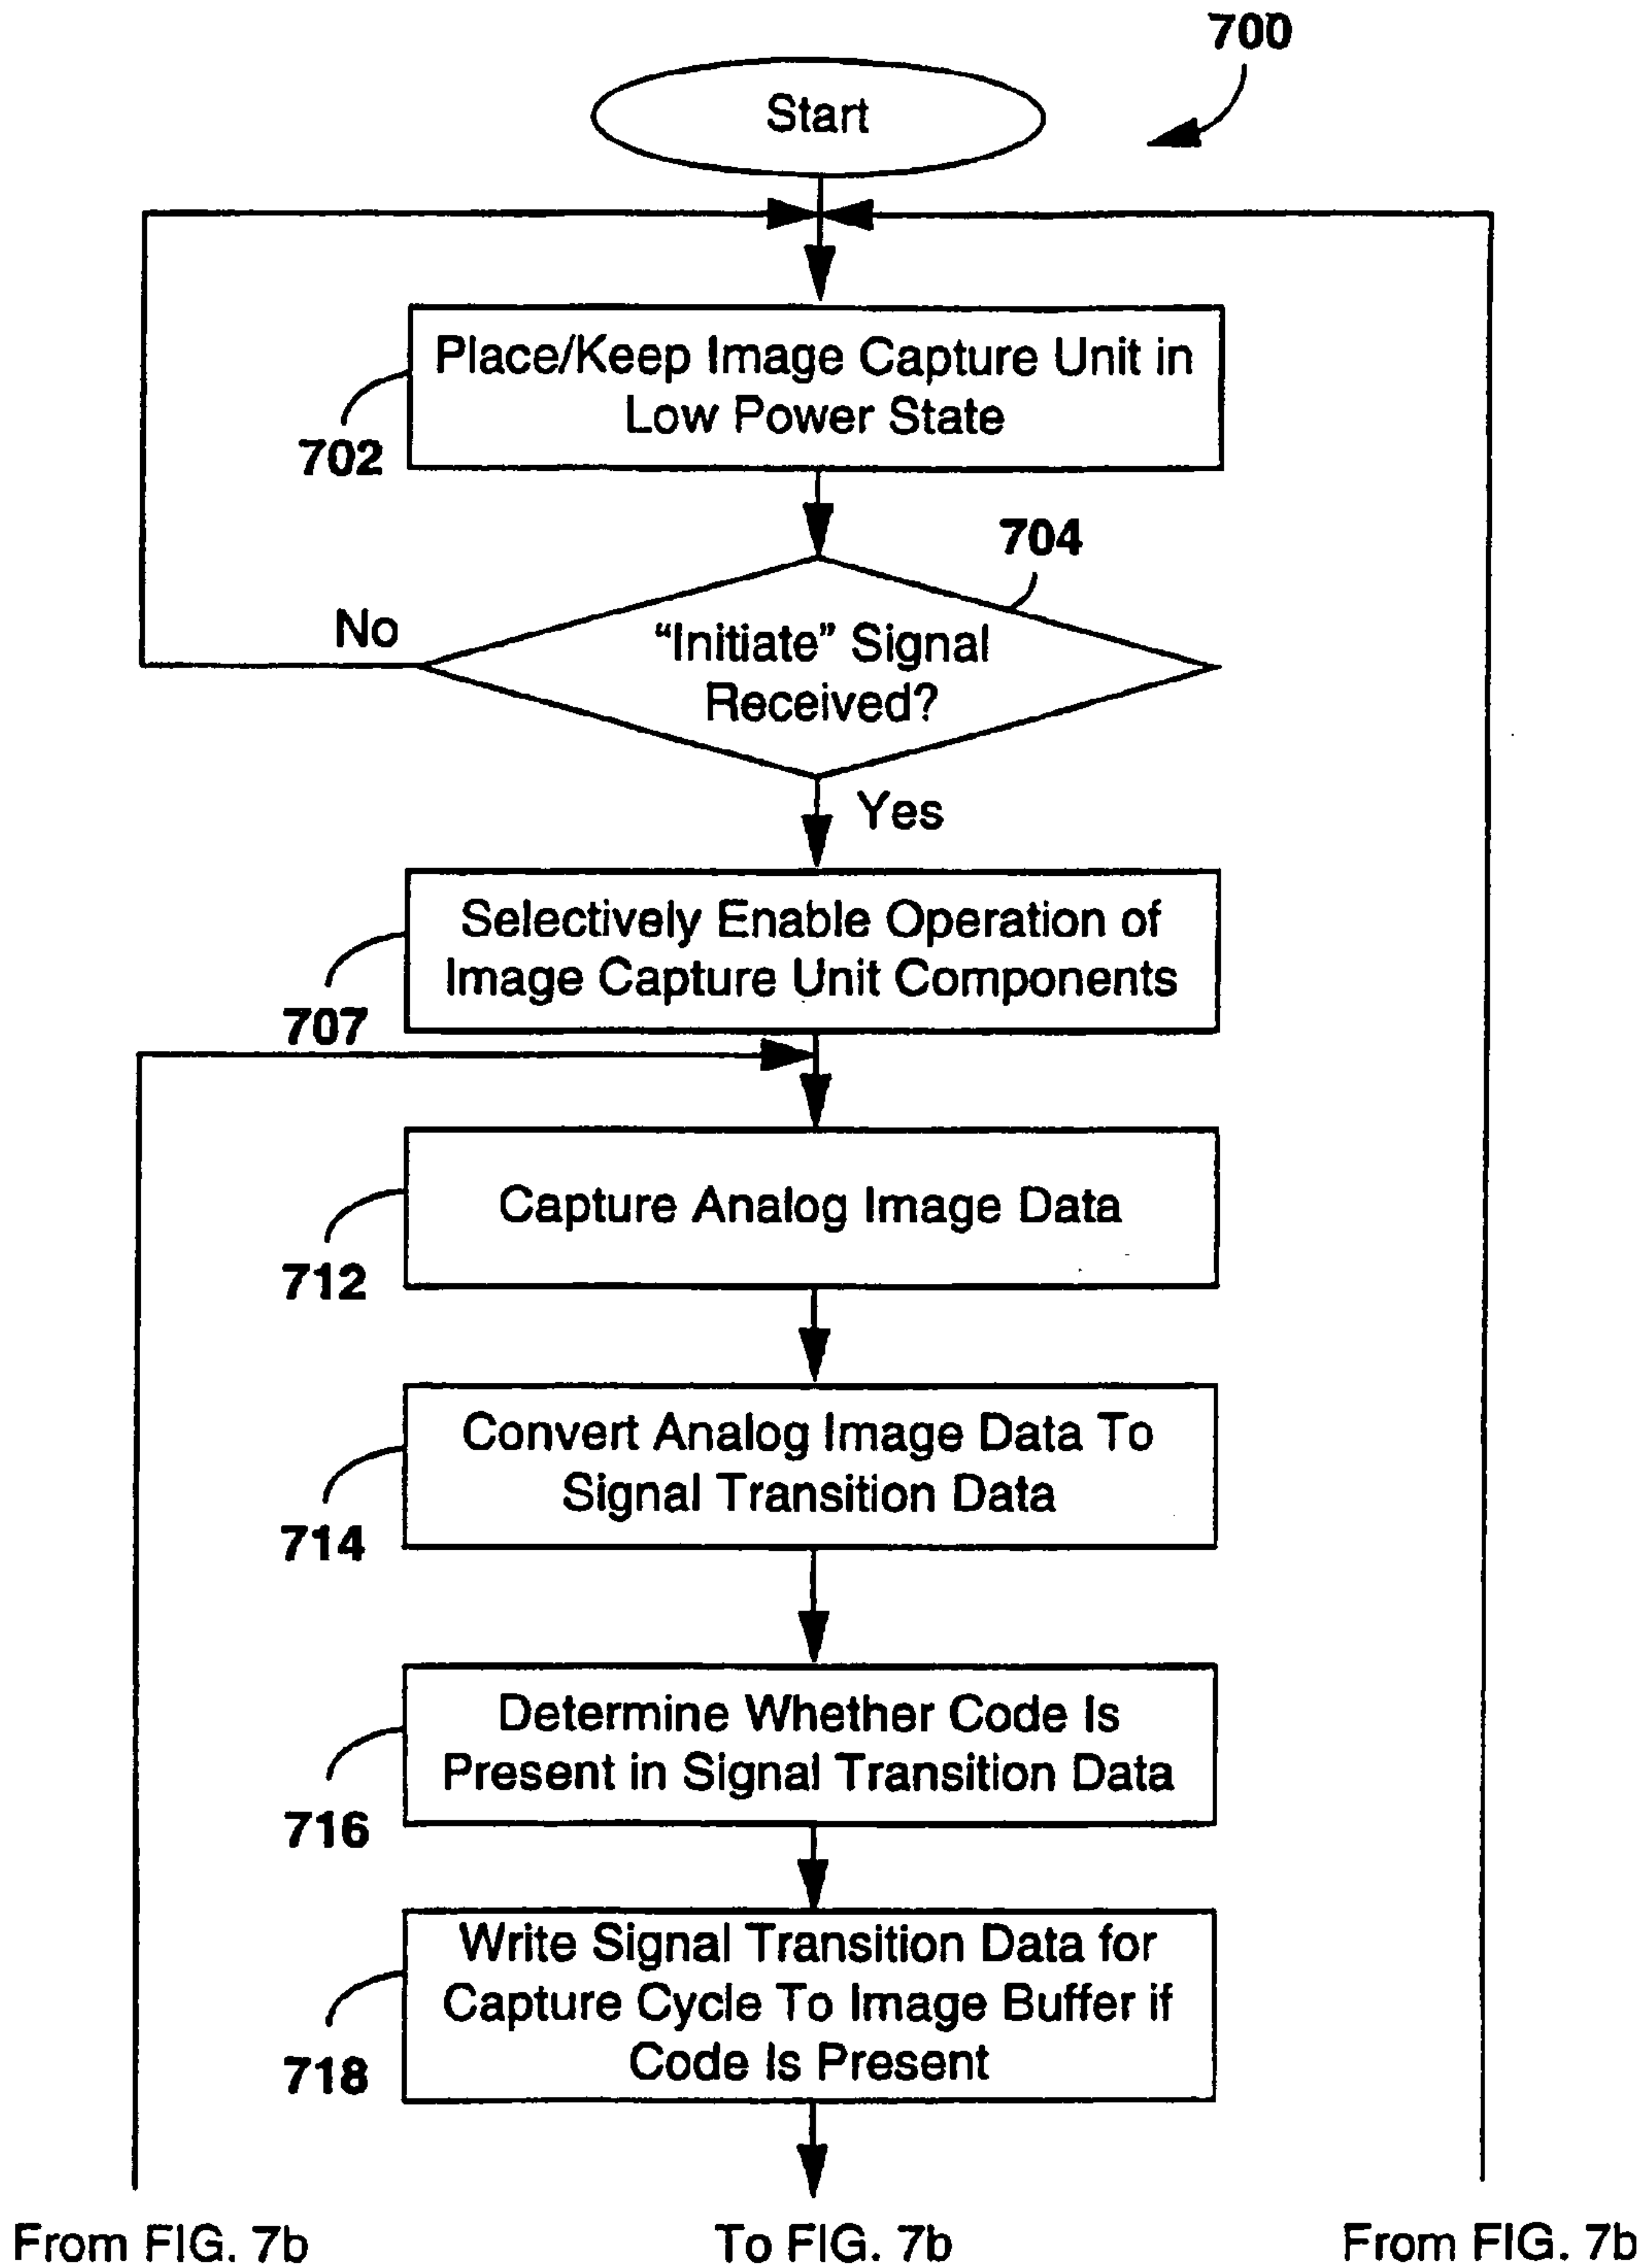 700
Start
Place/Keep Image Capture Unit in
Low Power State
702
704
No
“Initiate” Signal
Received?
Yes
Selectively Enable Operation of
Image Capture Unit Components
707
Capture Analog Image Data
712
Convert Analog Image Data To
Signal Transition Data
714
Determine Whether Code Is
Present in Signal Transition Data
716
Write Signal Transition Data for
Capture Cycle To Image Buffer if
Code Is Present
718
From FIG. 7b
To FIG. 7b
From FIG. 7b